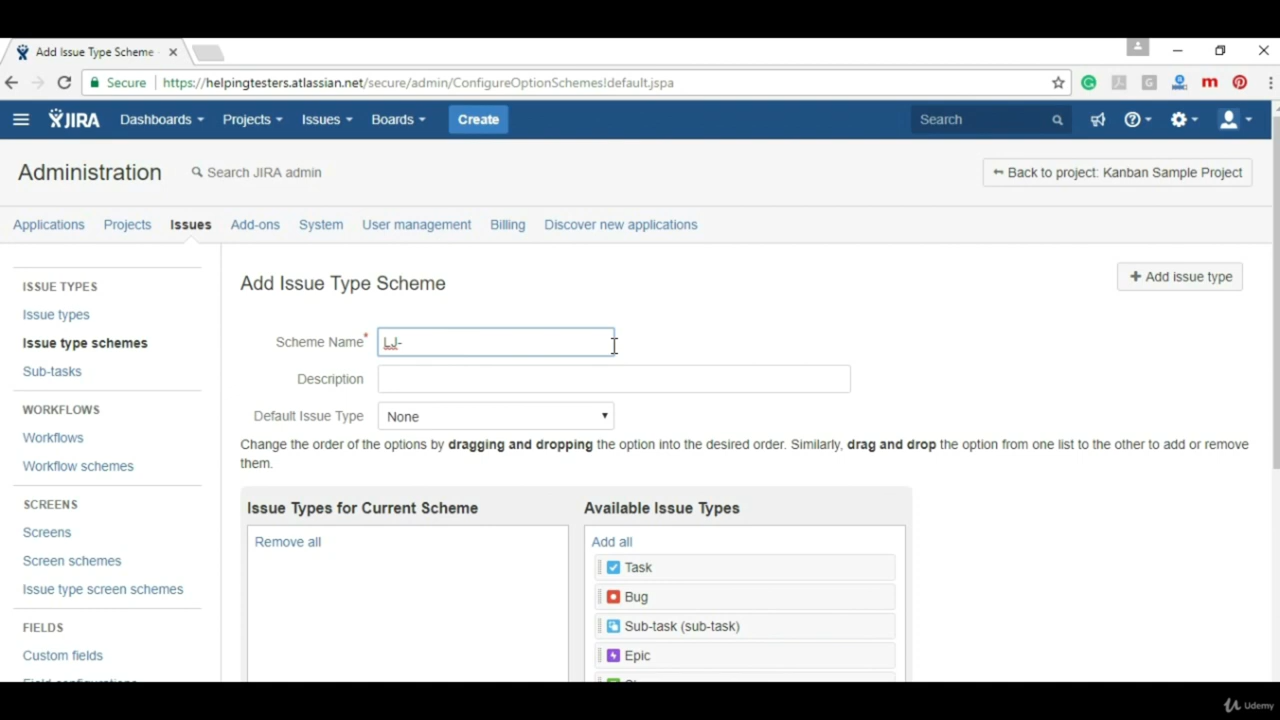 Add Issue Type Scheme
Secure
https://helpingtesters.atlassian.net/secure/admin/ConfigureOptionSchemes!default.jspa
JIRA
Dashboards
Projects
Issues
Boards
Create
Search
Administration
Search JIRA admin
Back to project: Kanban Sample Project
Applications
Projects
Issues
Add-ons
System
User management
Billing
Discover new applications
ISSUE TYPES
Issue types
Issue type schemes
Sub-tasks
WORKFLOWS
Workflows
Workflow schemes
SCREENS
Screens
Screen schemes
Issue type screen schemes
FIELDS
Custom fields
Add Issue Type Scheme
+ Add issue type
Scheme Name*
LJ-
Description
Default Issue Type
None
Change the order of the options by dragging and dropping the option into the desired order. Similarly, drag and drop the option from one list to the other to add or remove
them.
Issue Types for Current Scheme
Remove all
Available Issue Types
Add all
Task
Bug
Sub-task (sub-task)
Epic
Udemy